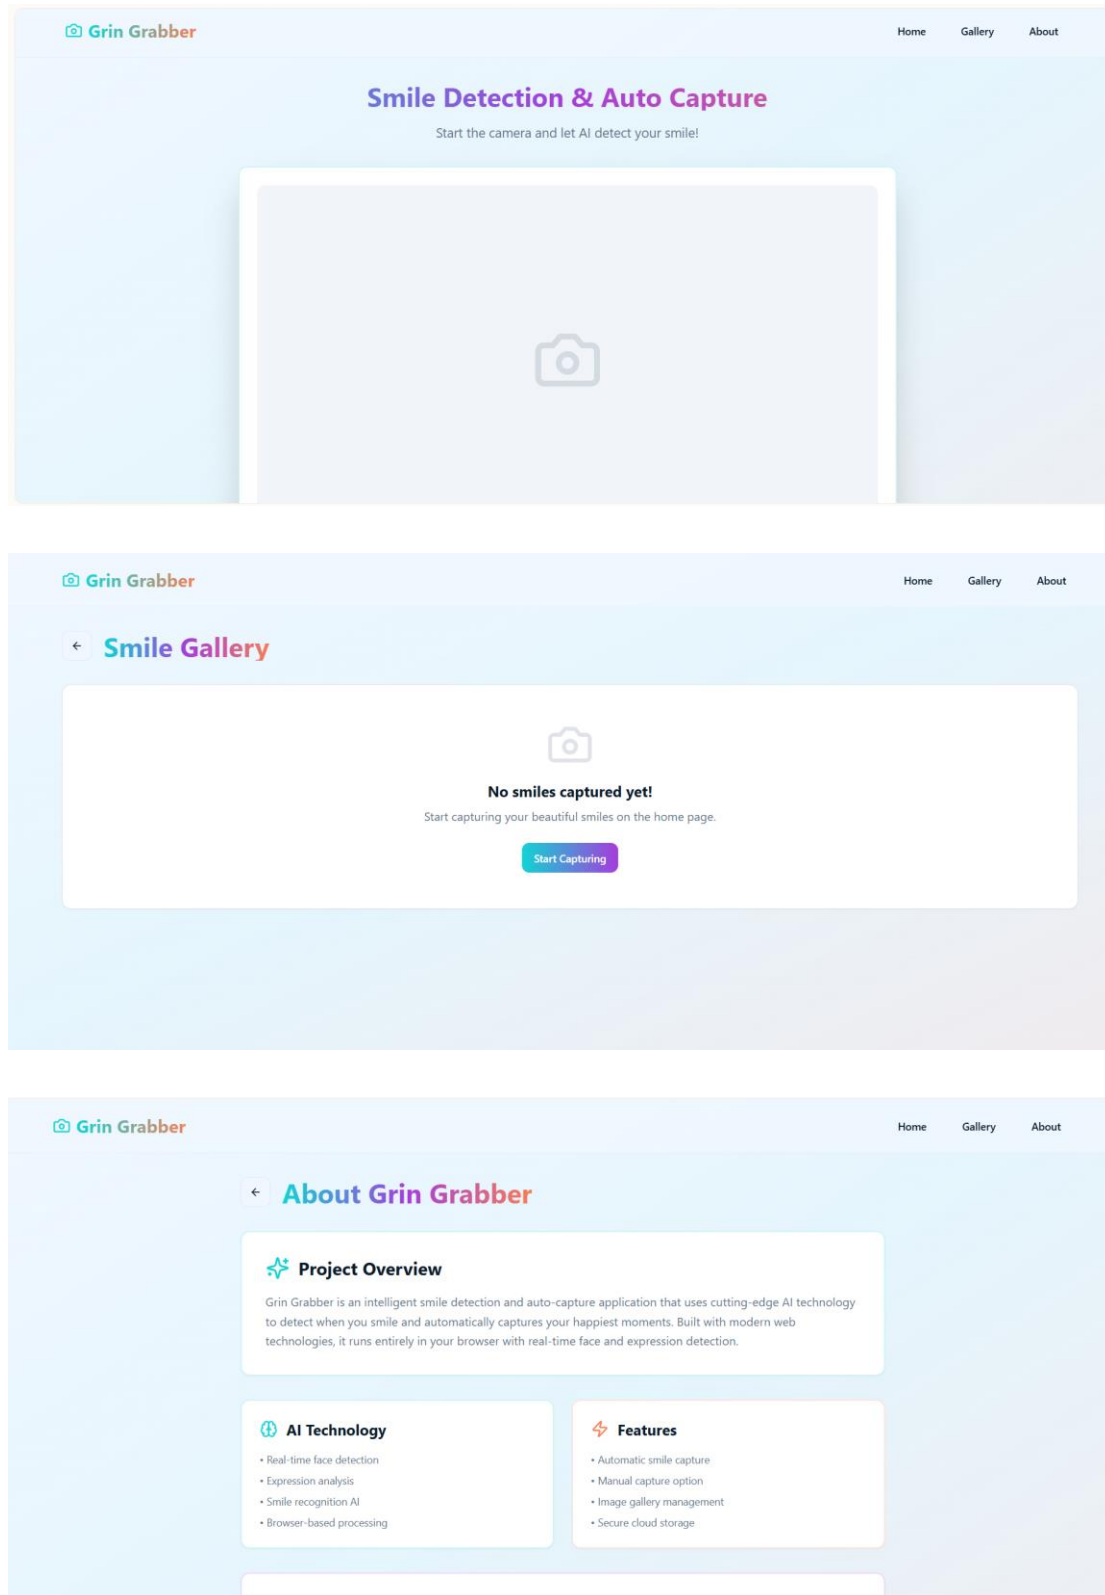 Grin Grabber
Home Gallery About
Smile Detection & Auto Capture
Start the camera and let AI detect your smile!
Grin Grabber
Home Gallery About
Smile Gallery
No smiles captured yet!
Start capturing your beautiful smiles on the home page.
Start Capturing
Grin Grabber
Home Gallery About
About Grin Grabber
Project Overview
Grin Grabber is an intelligent smile detection and auto-capture application that uses cutting-edge AI technology
to detect when you smile and automatically captures your happiest moments. Built with modern web
technologies, it runs entirely in your browser with real-time face and expression detection.
AI Technology
• Real-time face detection
• Expression analysis
• Smile recognition AI
• Browser-based processing
Features
• Automatic smile capture
• Manual capture option
• Image gallery management
• Secure cloud storage